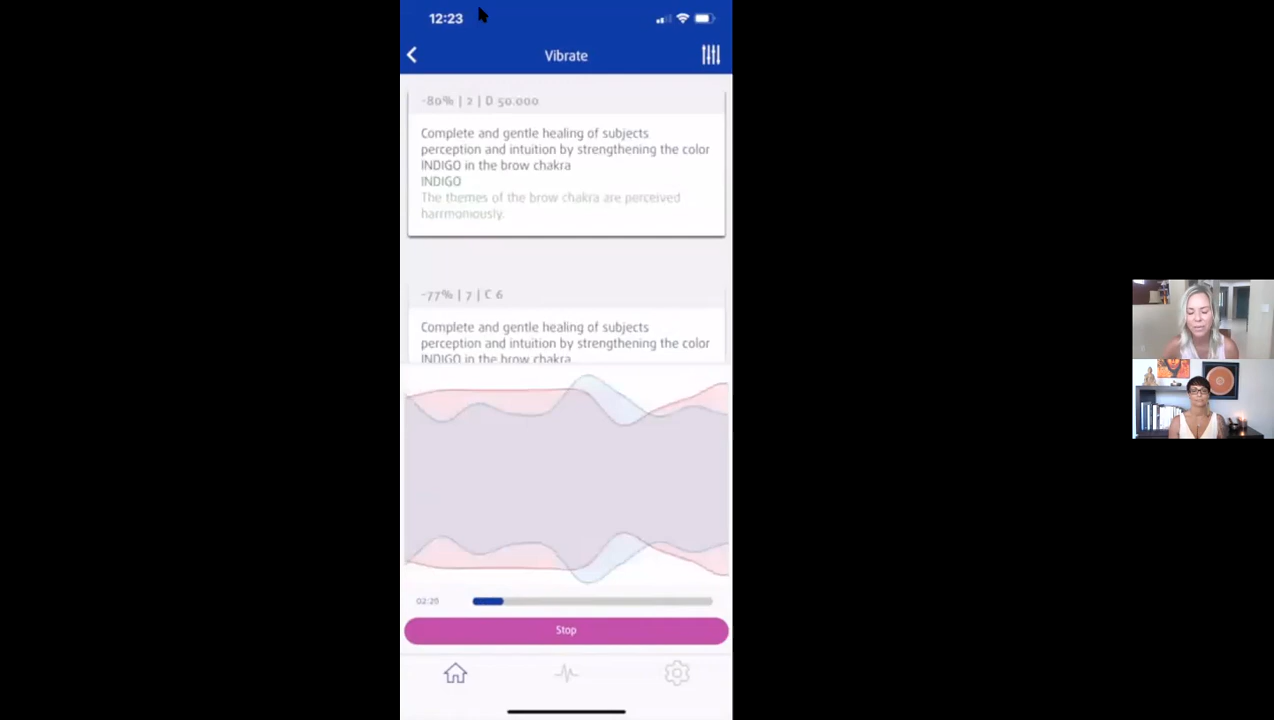 12:23
Vibrate
-80% | 2 | D 50.000
Complete and gentle healing of subjects
perception and intuition by strengthening the color
INDIGO in the brow chakra
INDIGO
The themes of the brow chakra are perceived
harrmoniously.
-77% | 7 | C 6
Complete and gentle healing of subjects
perception and intuition by strengthening the color
INDIGO in the brow chakra
02:20
Stop